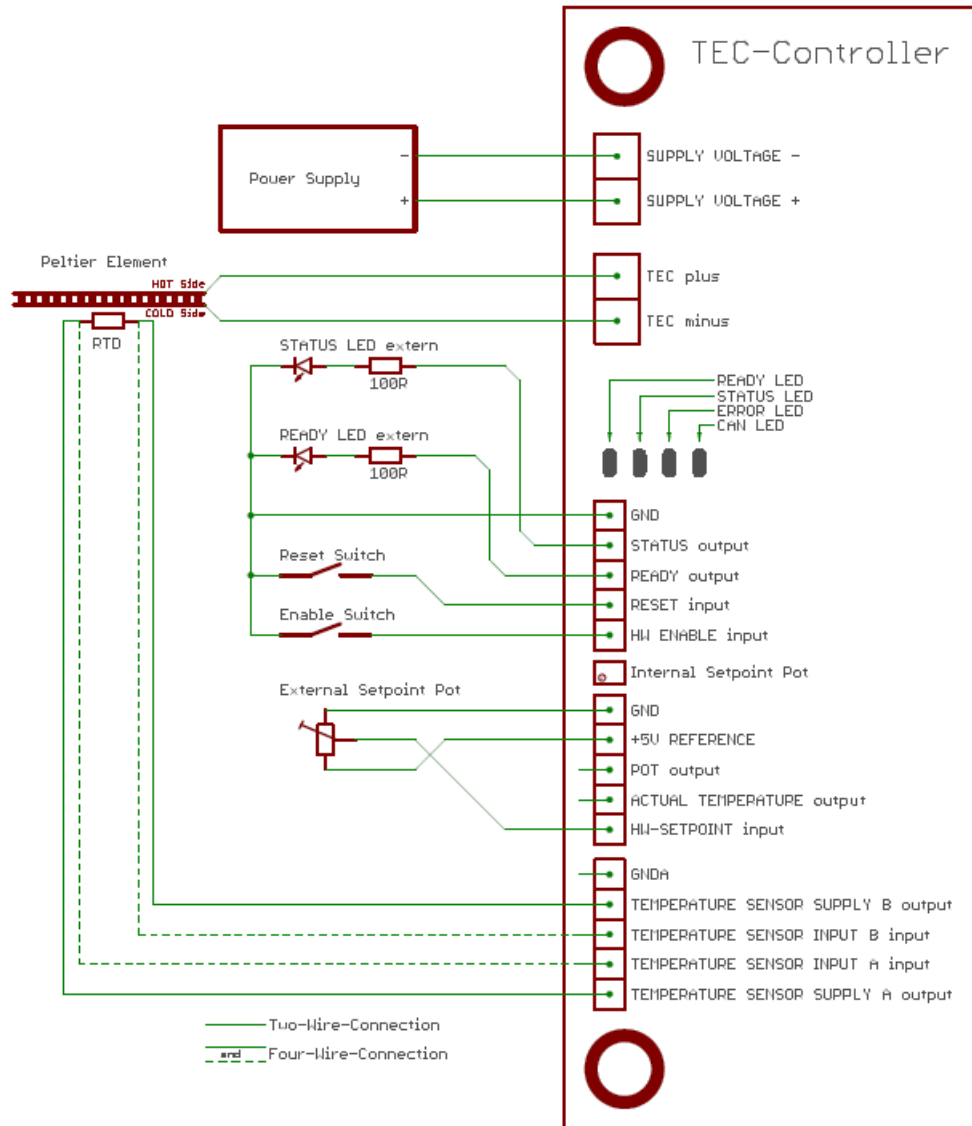 TEC-Controller
Power Supply
-
+
SUPPLY VOLTAGE -
SUPPLY VOLTAGE +
Peltier Element
HOT Side
COLD Side
RTD
TEC plus
TEC minus
STATUS LED extern
100R
READY LED extern
100R
READY LED
STATUS LED
ERROR LED
CAN LED
GND
STATUS output
READY output
Reset Switch
RESET input
Enable Switch
HW ENABLE input
Internal Setpoint Pot
External Setpoint Pot
GND
+5V REFERENCE
POT output
ACTUAL TEMPERATURE output
HW-SETPOINT input
GNDA
TEMPERATURE SENSOR SUPPLY B output
TEMPERATURE SENSOR INPUT B input
TEMPERATURE SENSOR INPUT A input
TEMPERATURE SENSOR SUPPLY A output
Two-Wire-Connection
and Four-Wire-Connection